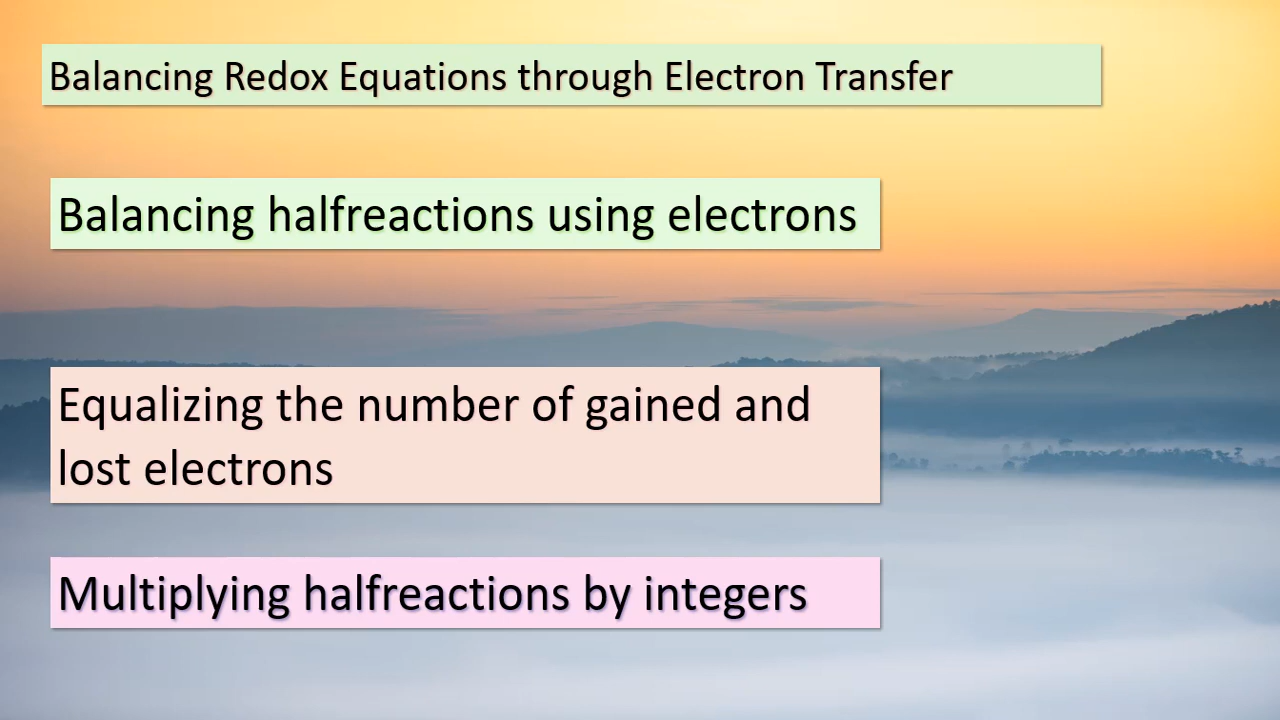 Balancing Redox Equations through Electron Transfer
Balancing halfreactions using electrons
Equalizing the number of gained and
lost electrons
Multiplying halfreactions by integers